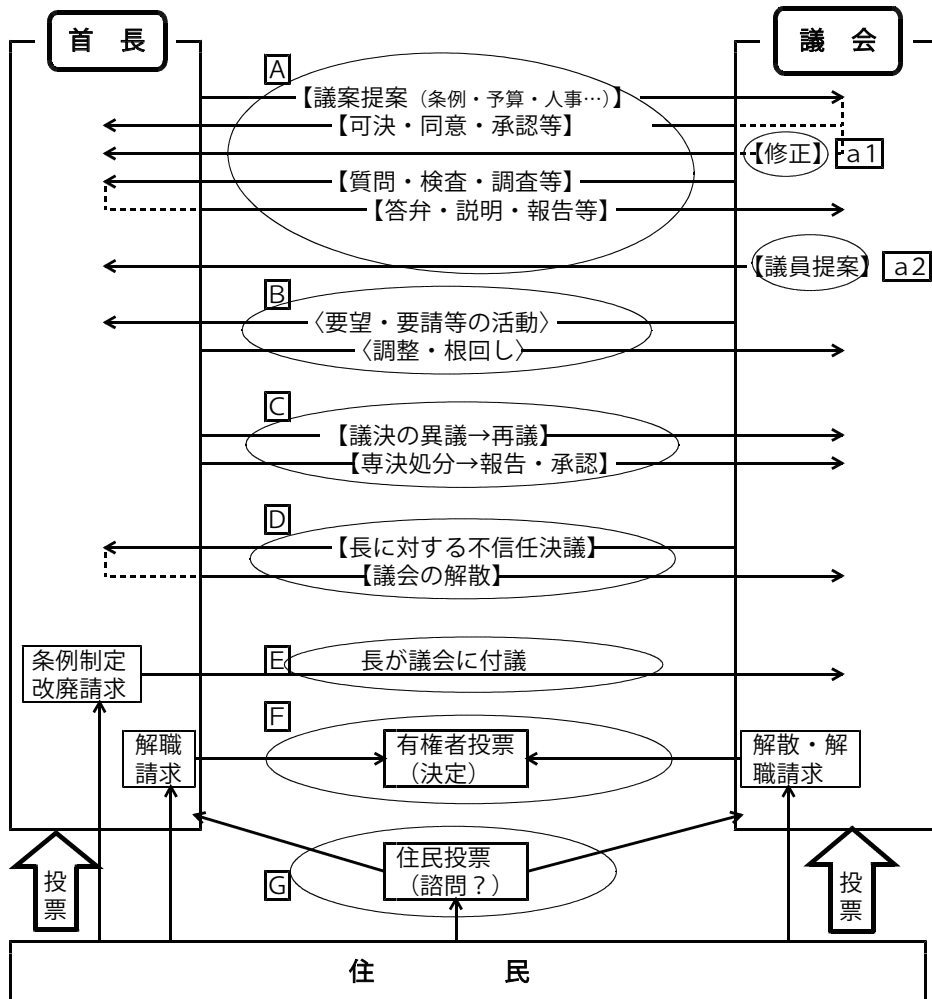 首 長
議 会
A
【議案提案（条例・予算・人事…）】
【可決・同意・承認等】
【修正】 a1
【質問・検査・調査等】
【答弁・説明・報告等】
【議員提案】 a2
B
〈要望・要請等の活動〉
〈調整・根回し〉
C
【議決の異議→再議】
【専決処分→報告・承認】
D
【長に対する不信任決議】
【議会の解散】
条例制定
改廃請求
E
長が議会に付議
F
解職
請求
有権者投票
（決定）
解散・解
職請求
G
住民投票
（諮問？）
投
票
投
票
住 民